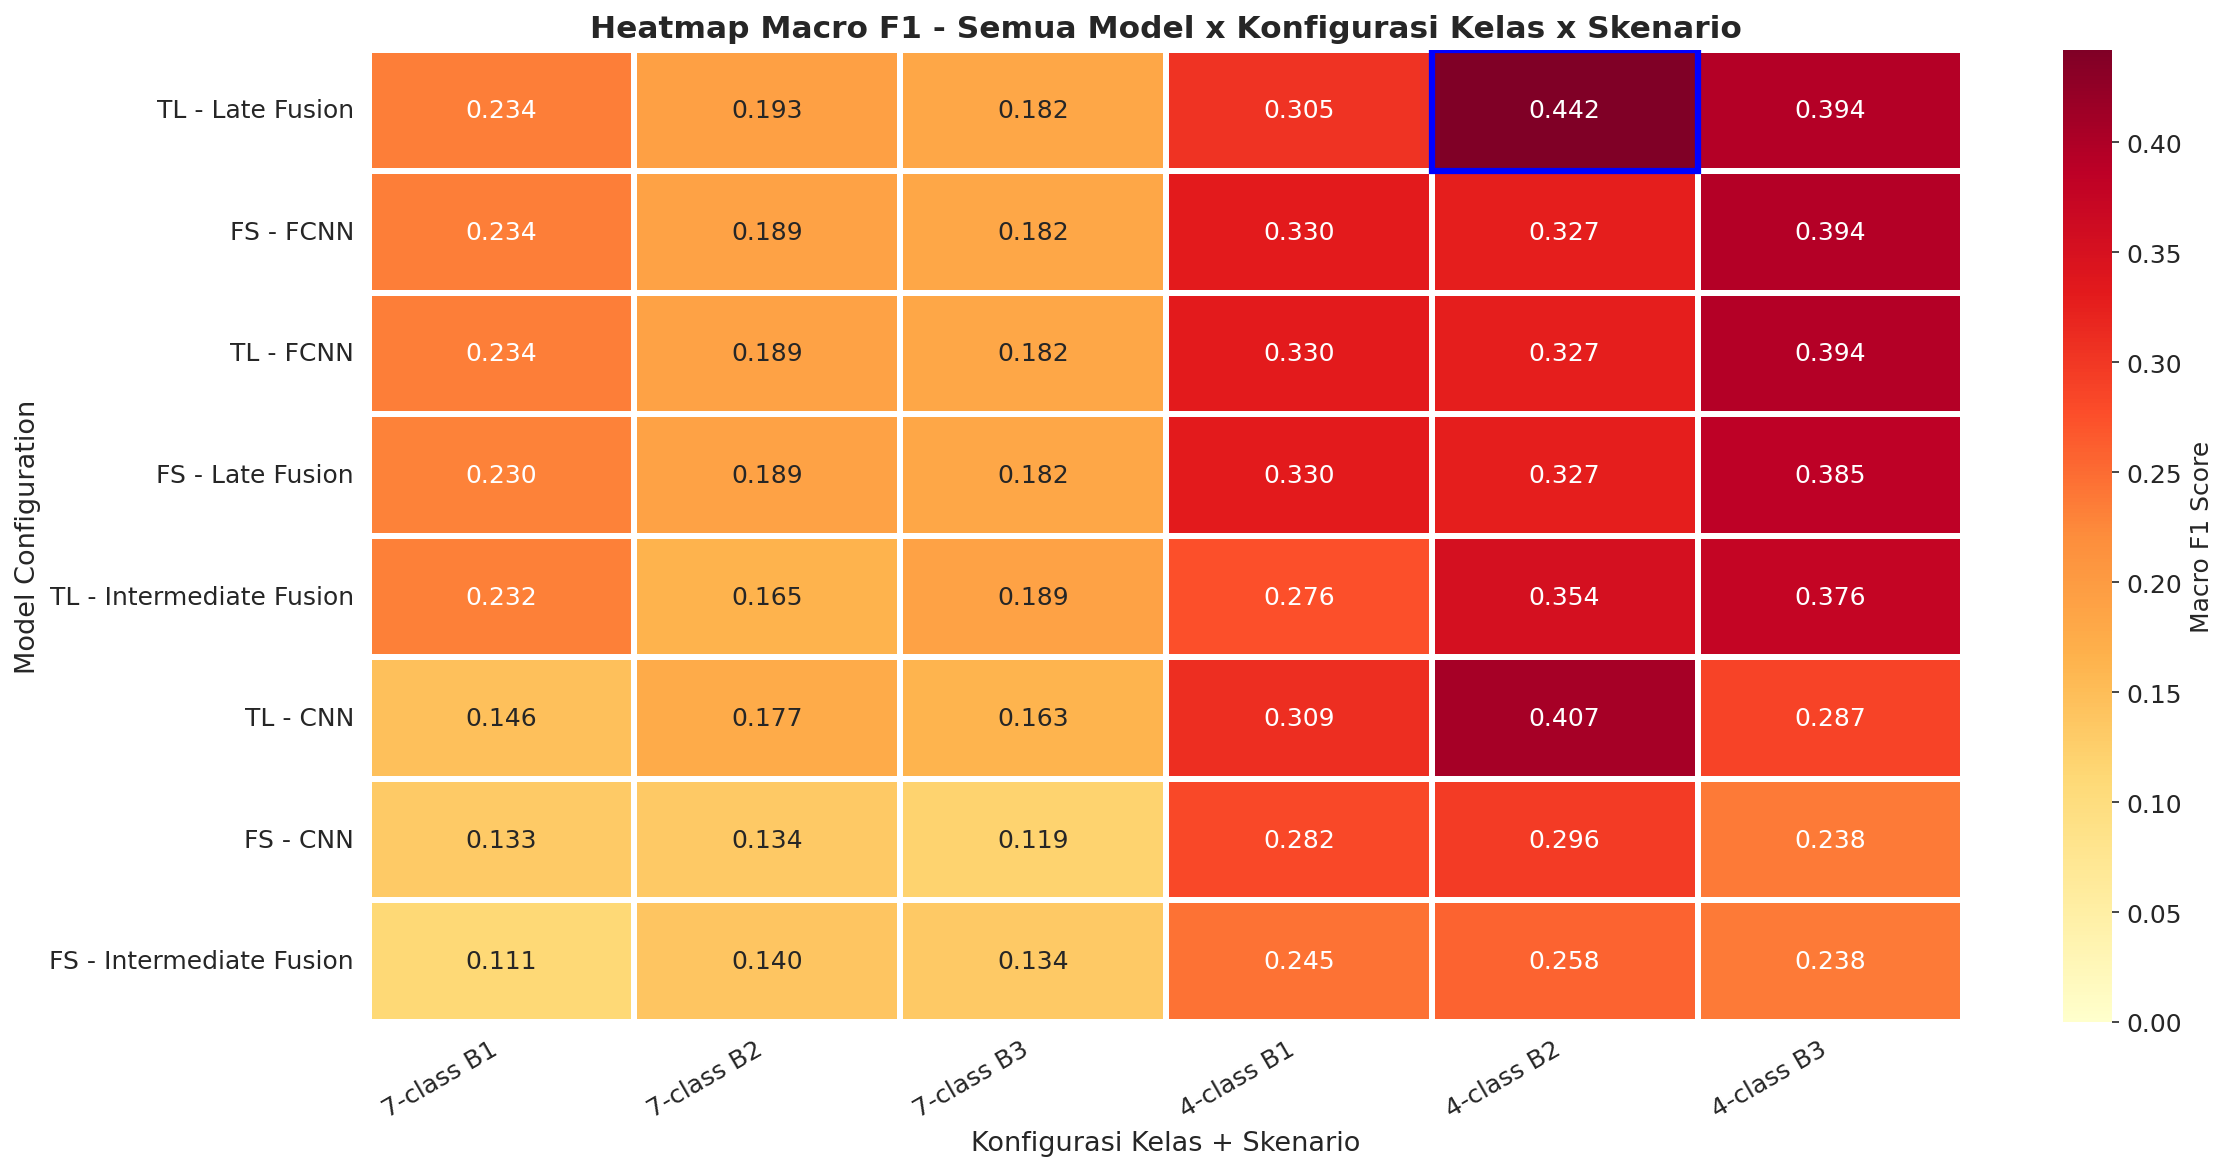 Heatmap Macro F1 - Semua Model x Konfigurasi Kelas x Skenario
Model Configuration
TL - Late Fusion 0.234 0.193 0.182 0.305 0.442 0.394
FS - FCNN 0.234 0.189 0.182 0.330 0.327 0.394
TL - FCNN 0.234 0.189 0.182 0.330 0.327 0.394
FS - Late Fusion 0.230 0.189 0.182 0.330 0.327 0.385
TL - Intermediate Fusion 0.232 0.165 0.189 0.276 0.354 0.376
TL - CNN 0.146 0.177 0.163 0.309 0.407 0.287
FS - CNN 0.133 0.134 0.119 0.282 0.296 0.238
FS - Intermediate Fusion 0.111 0.140 0.134 0.245 0.258 0.238
7-class B1 7-class B2 7-class B3 4-class B1 4-class B2 4-class B3
Konfigurasi Kelas + Skenario
0.40
0.35
0.30
0.25
0.20
0.15
0.10
0.05
0.00
Macro F1 Score